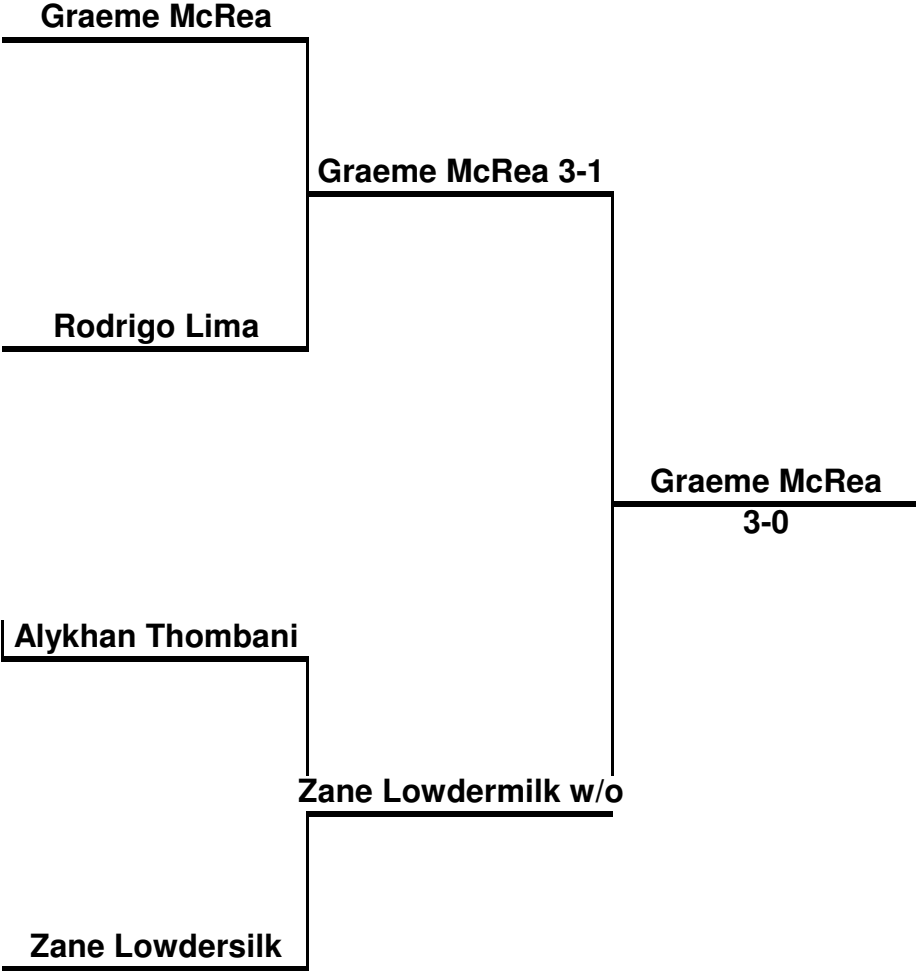 Graeme McRea
Graeme McRea 3-1
Rodrigo Lima
Graeme McRea
3-0
Alykhan Thombani
Zane Lowdermilk w/o
Zane Lowdersilk